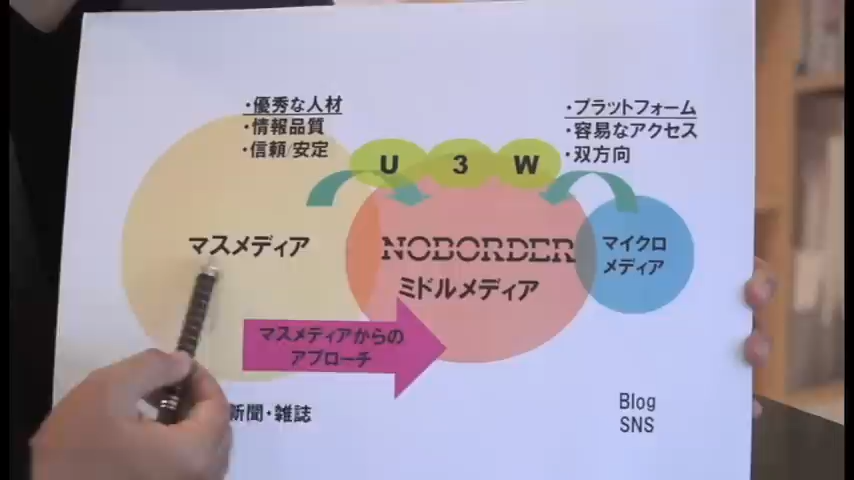 ・優秀な人材
・情報品質
・信頼/安定
・プラットフォーム
・容易なアクセス
・双方向
U 3 W
マスメディア
NOBORDER
ミドルメディア
マイクロ
メディア
マスメディアからの
アプローチ
新聞・雑誌
Blog
SNS